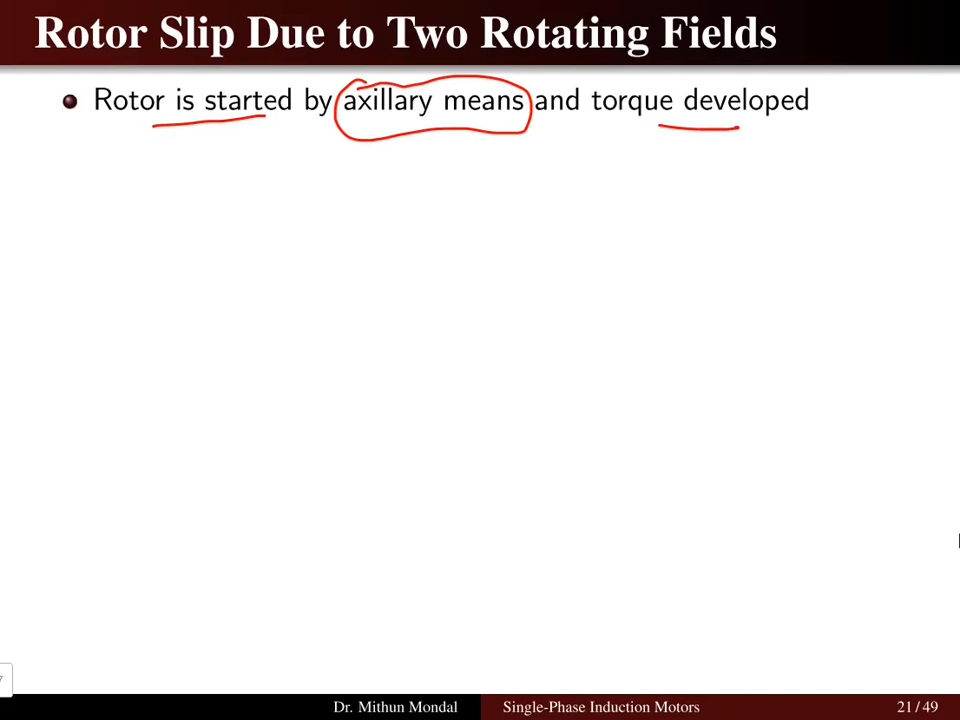 Rotor Slip Due to Two Rotating Fields
Rotor is started by axillary means and torque developed
Dr. Mithun Mondal
Single-Phase Induction Motors
21 / 49